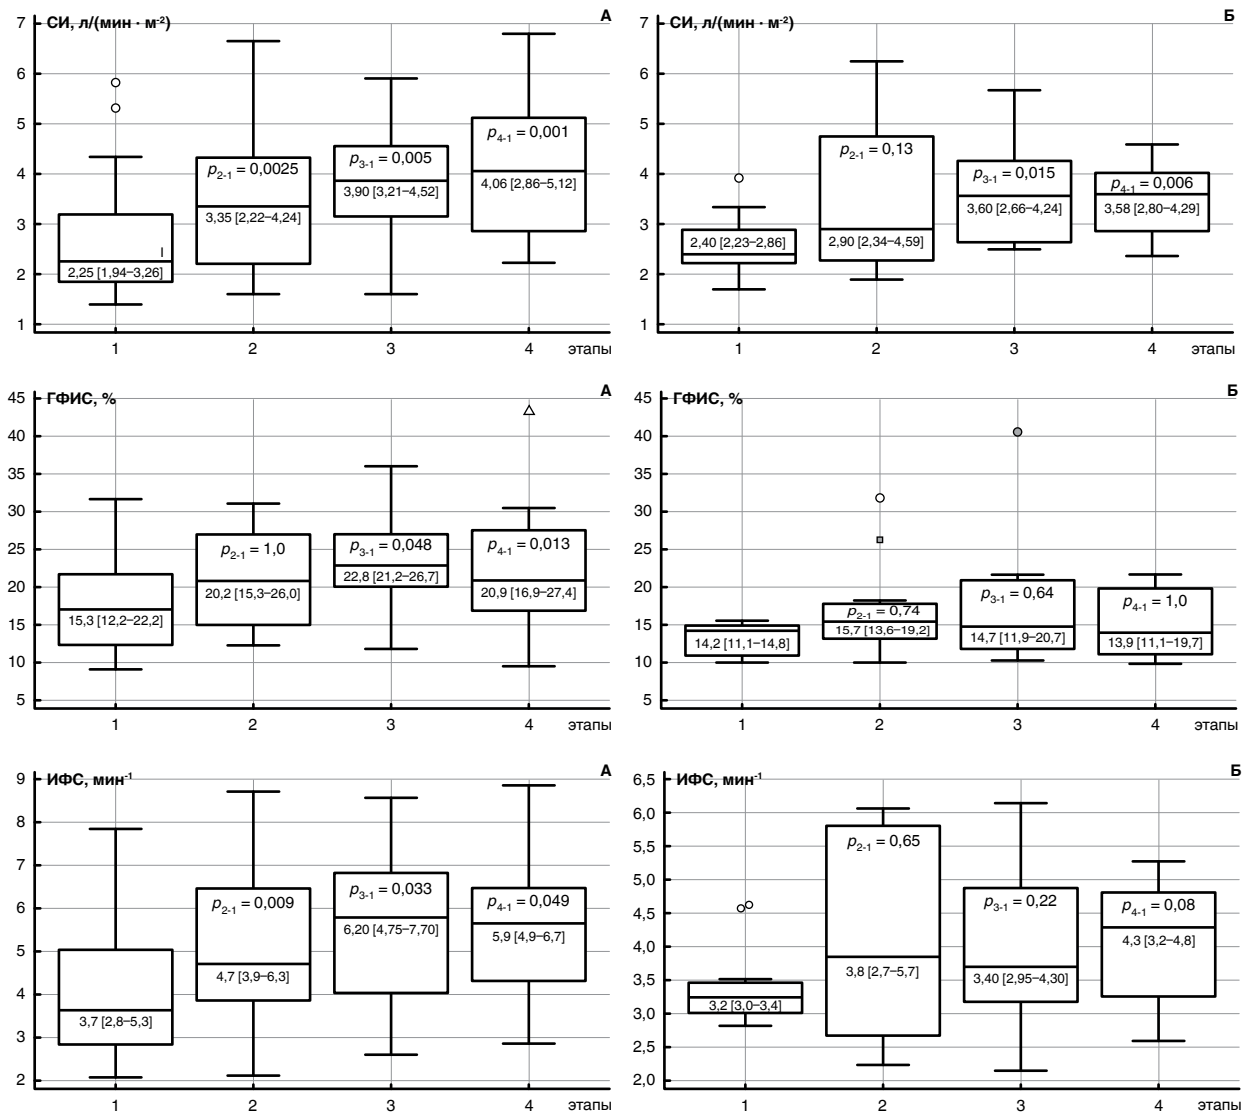 СИ, л/(мин · м-2)
А
7
6
5
4
3
2
1
p4-1 = 0,001
p3-1 = 0,005
p2-1 = 0,0025
4,06 [2,86–5,12]
3,90 [3,21–4,52]
3,35 [2,22–4,24]
I
2,25 [1,94–3,26]
1 2 3 4 этапы
СИ, л/(мин · м-2)
Б
7
6
5
4
3
2
1
p2-1 = 0,13
p3-1 = 0,015
p4-1 = 0,006
3,60 [2,66–4,24]
3,58 [2,80–4,29]
2,40 [2,23–2,86]
2,90 [2,34–4,59]
1 2 3 4 этапы
ГФИС, %
А
45
40
35
30
25
20
15
10
5
p2-1 = 1,0
p3-1 = 0,048
p4-1 = 0,013
22,8 [21,2–26,7]
20,2 [15,3–26,0]
20,9 [16,9–27,4]
15,3 [12,2–22,2]
1 2 3 4 этапы
ГФИС, %
Б
45
40
35
30
25
20
15
10
5
p3-1 = 0,64
p4-1 = 1,0
p2-1 = 0,74
15,7 [13,6–19,2]
14,2 [11,1–14,8]
14,7 [11,9–20,7]
13,9 [11,1–19,7]
1 2 3 4 этапы
ИФС, мин-1
А
9
8
7
6
5
4
3
2
p3-1 = 0,033
p2-1 = 0,009
p4-1 = 0,049
6,20 [4,75–7,70]
5,9 [4,9–6,7]
4,7 [3,9–6,3]
3,7 [2,8–5,3]
1 2 3 4 этапы
ИФС, мин-1
Б
6,5
6,0
5,5
5,0
4,5
4,0
3,5
3,0
2,5
2,0
p2-1 = 0,65
p3-1 = 0,22
p4-1 = 0,08
4,3 [3,2–4,8]
3,8 [2,7–5,7]
3,40 [2,95–4,30]
3,2 [3,0–3,4]
1 2 3 4 этапы